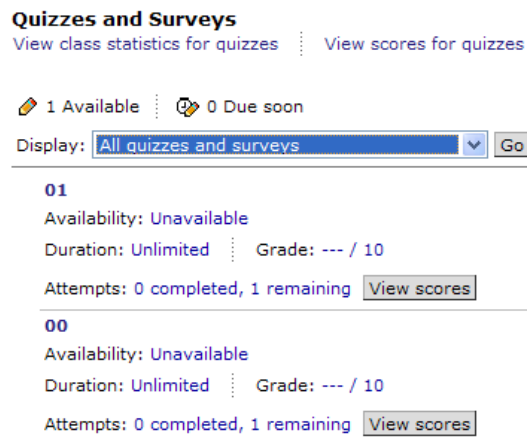 Quizzes and Surveys
View class statistics for quizzes View scores for quizzes
1 Available 0 Due soon
Display: All quizzes and surveys Go
01
Availability: Unavailable
Duration: Unlimited Grade: --- / 10
Attempts: 0 completed, 1 remaining View scores
00
Availability: Unavailable
Duration: Unlimited Grade: --- / 10
Attempts: 0 completed, 1 remaining View scores